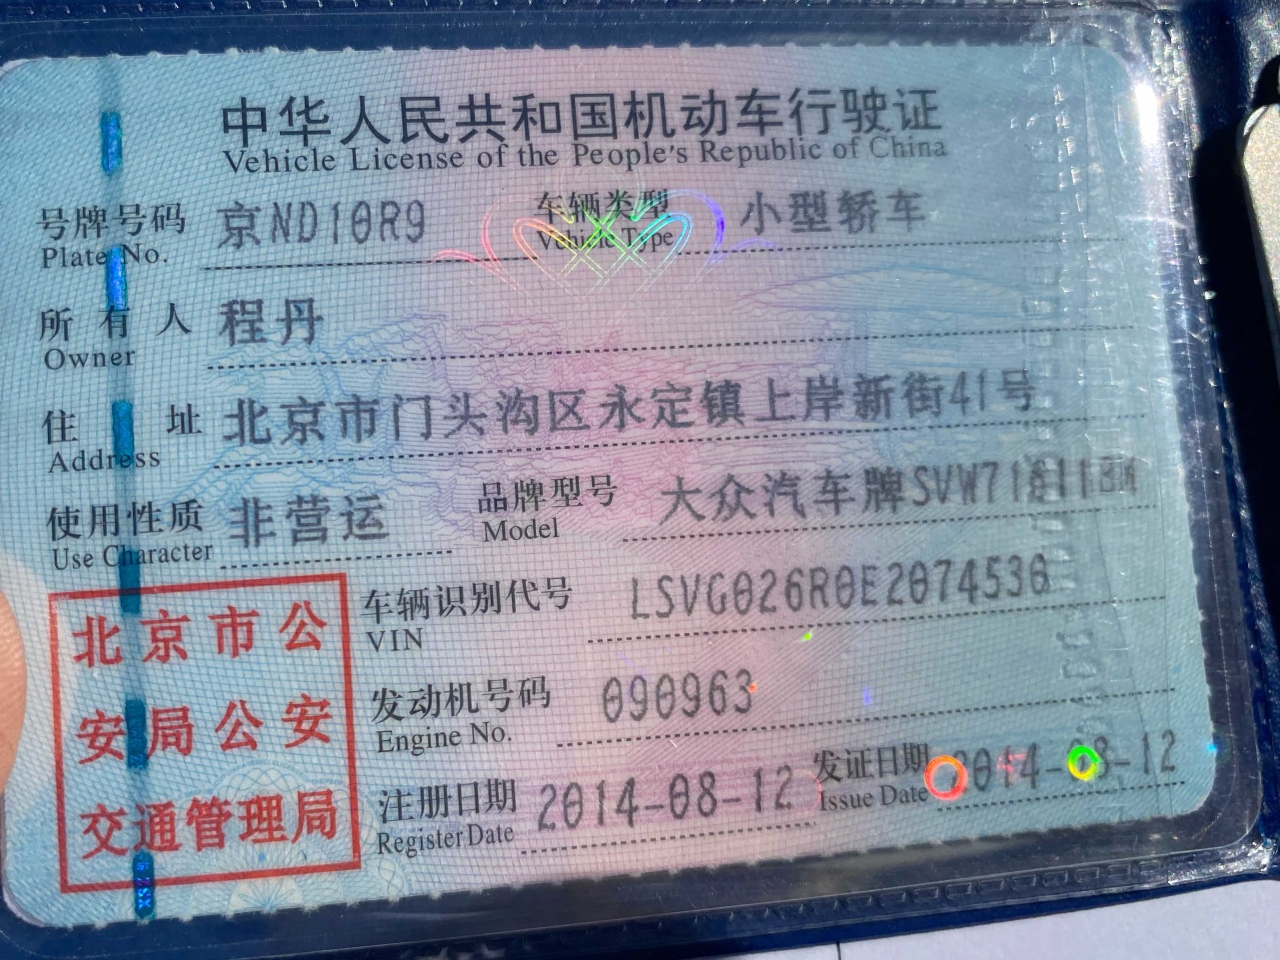 中华人民共和国机动车行驶证
Vehicle License of the People's Republic of China
号牌号码 京ND10R9 车辆类型 小型轿车
Plate No. Vehicle Type
所有人 程丹
Owner
住址 北京市门头沟区永定镇上岸新街41号
Address
使用性质 非营运 品牌型号 大众汽车牌
Use Character Model
车辆识别代号 LSVG026R0E2074530
VIN
发动机号码 090963
Engine No.
注册日期 2014-08-12 发证日期 2014-08-12
Register Date Issue Date
北京市公
安局公安
交通管理局